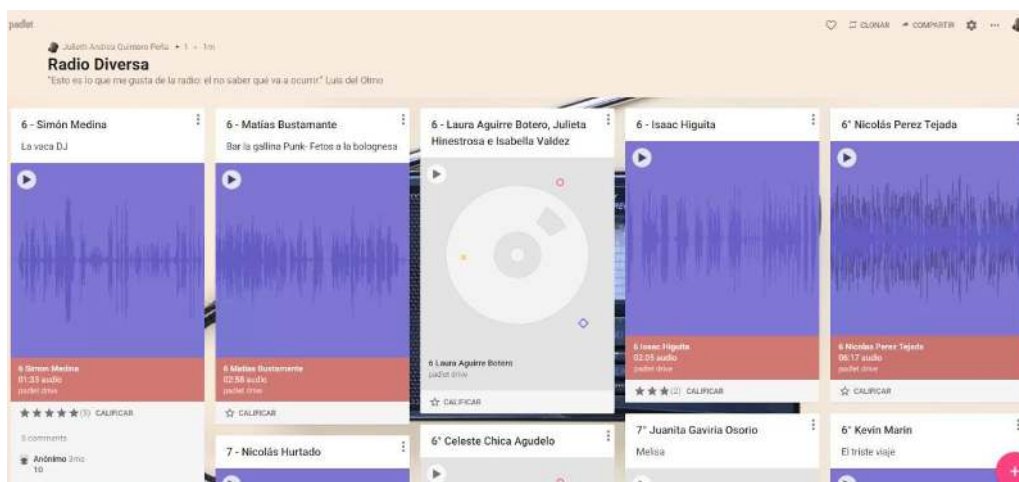 padlet
CLONAR COMPARTIR
Julieth Andrea Quintero Peña • 1 • 1m
Radio Diversa
"Esto es lo que me gusta de la radio: el no saber qué va a ocurrir." Luis del Olmo
6 - Simón Medina
La vaca DJ
6 Simon Medina
01:33 audio
padlet drive
CALIFICAR
5 comments
Anónimo 3mo
10
6 - Matías Bustamante
Bar la gallina Punk- Fetos a la bolognesa
6 Matias Bustamante
02:58 audio
padlet drive
CALIFICAR
7 - Nicolás Hurtado
6 - Laura Aguirre Botero, Julieta
Hinestrosa e Isabella Valdez
6 Laura Aguirre Botero
padlet drive
CALIFICAR
6° Celeste Chica Agudelo
6 - Isaac Higuita
6 Isaac Higuita
02:05 audio
padlet drive
(2) CALIFICAR
7° Juanita Gaviria Osorio
Melisa
6° Nicolás Perez Tejada
6 Nicolas Perez Tejada
06:17 audio
padlet drive
CALIFICAR
6° Kevin Marin
El triste viaje